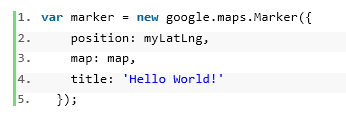 1. var marker = new google.maps.Marker({
2.     position: myLatLng,
3.     map: map,
4.     title: 'Hello World!'
5.   });